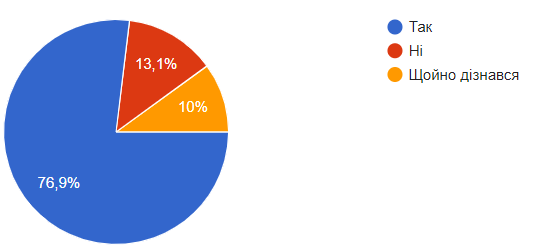 Так
Ні
Щойно дізнався
13,1%
10%
76,9%